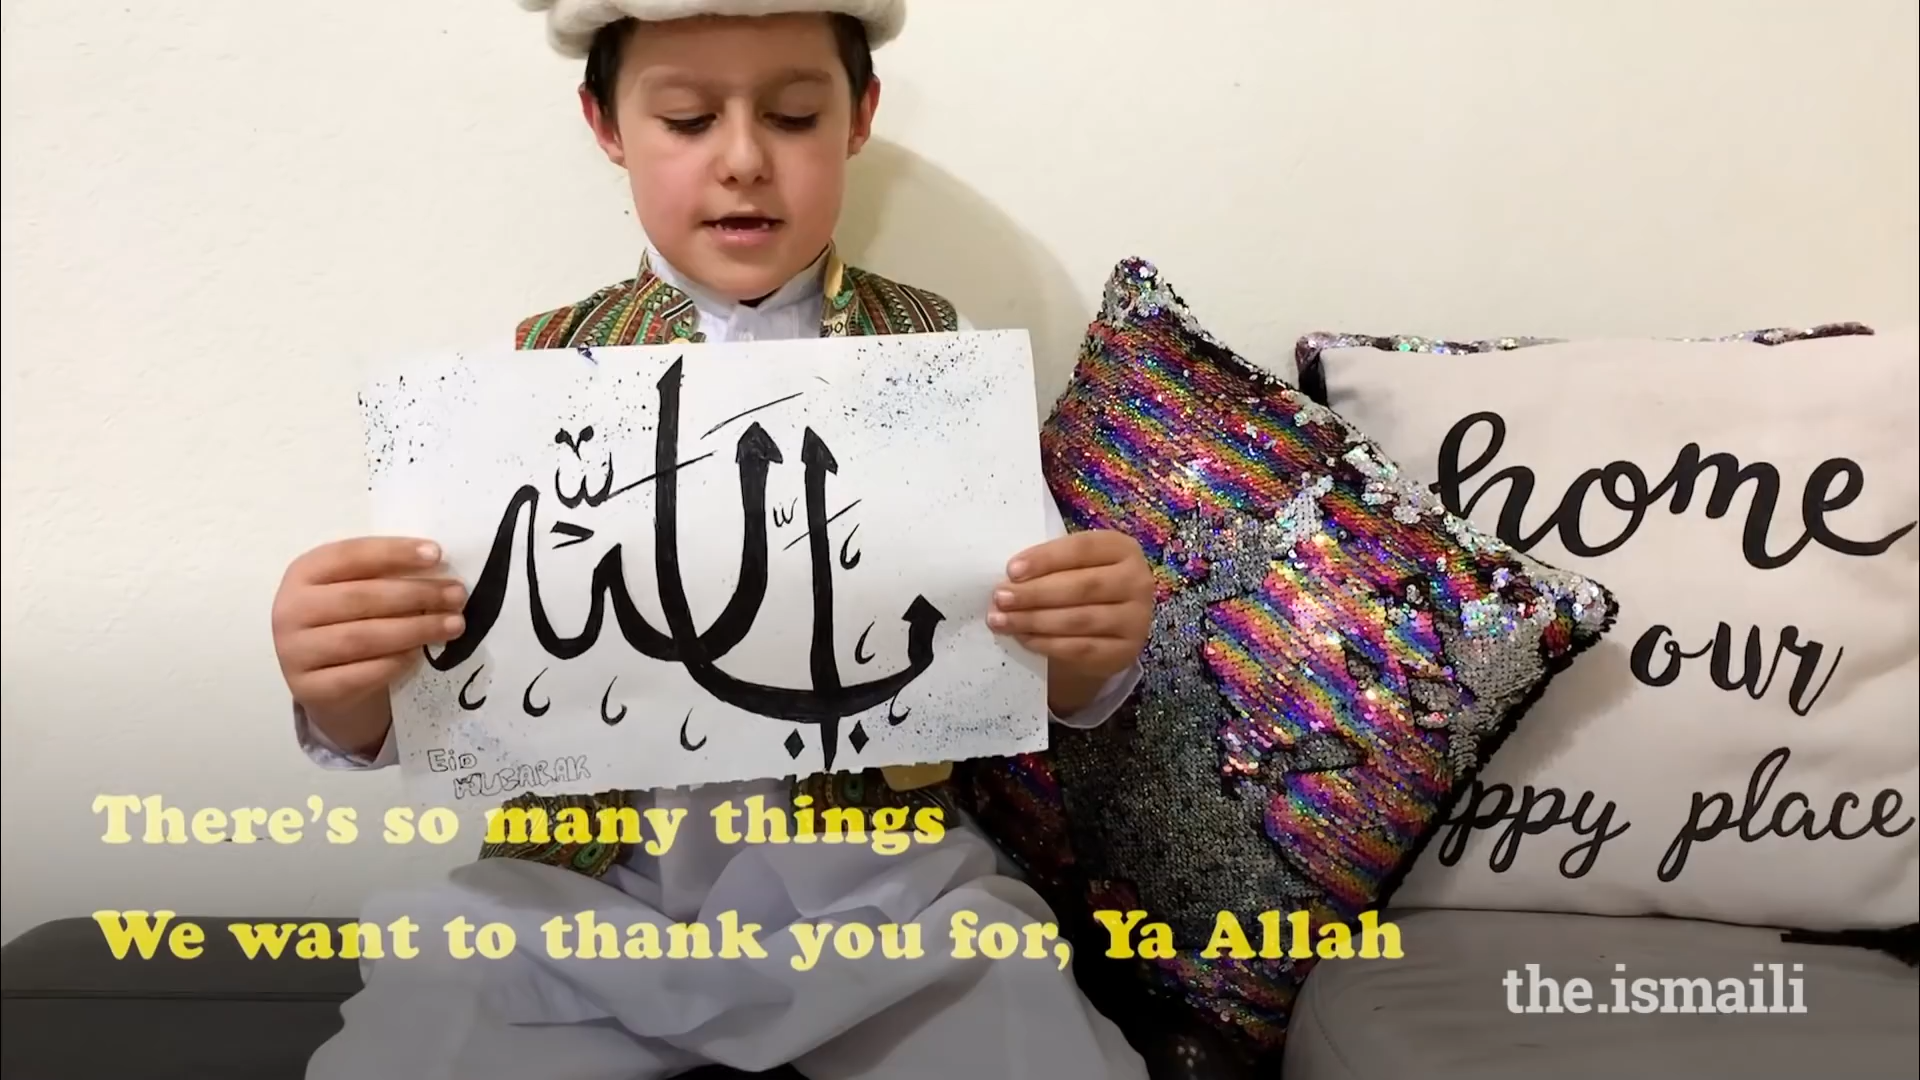 يا الله
Eid
MUBARAK
home
our
ppy place
There's so many things
We want to thank you for, Ya Allah
the.ismaili